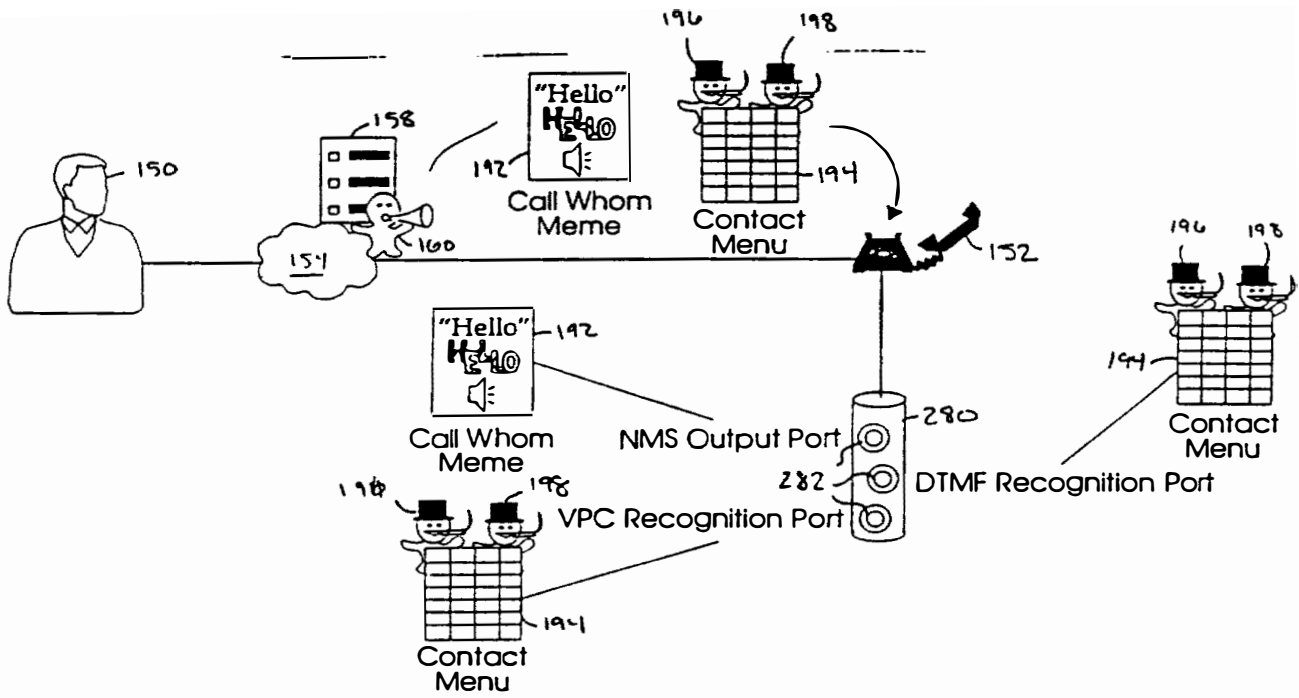 196
198
158
"Hello"
HELLO
150
192
194
Call Whom
Meme
Contact
Menu
160
154
152
196
198
"Hello"
HELLO
192
194
Contact
Menu
280
Call Whom
Meme
NMS Output Port
282
DTMF Recognition Port
198
VPC Recognition Port
194
Contact
Menu